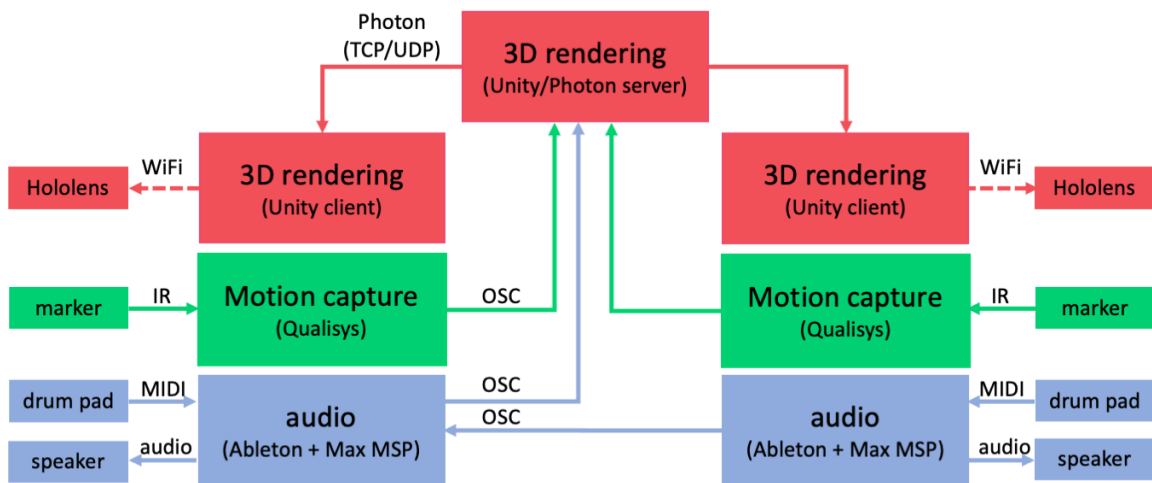 Photon
(TCP/UDP)
3D rendering
(Unity/Photon server)
WiFi
Hololens
3D rendering
(Unity client)
3D rendering
(Unity client)
WiFi
Hololens
marker
IR
Motion capture
(Qualisys)
OSC
Motion capture
(Qualisys)
IR
marker
drum pad
MIDI
speaker
audio
audio
(Ableton + Max MSP)
OSC
OSC
audio
(Ableton + Max MSP)
MIDI
drum pad
audio
speaker